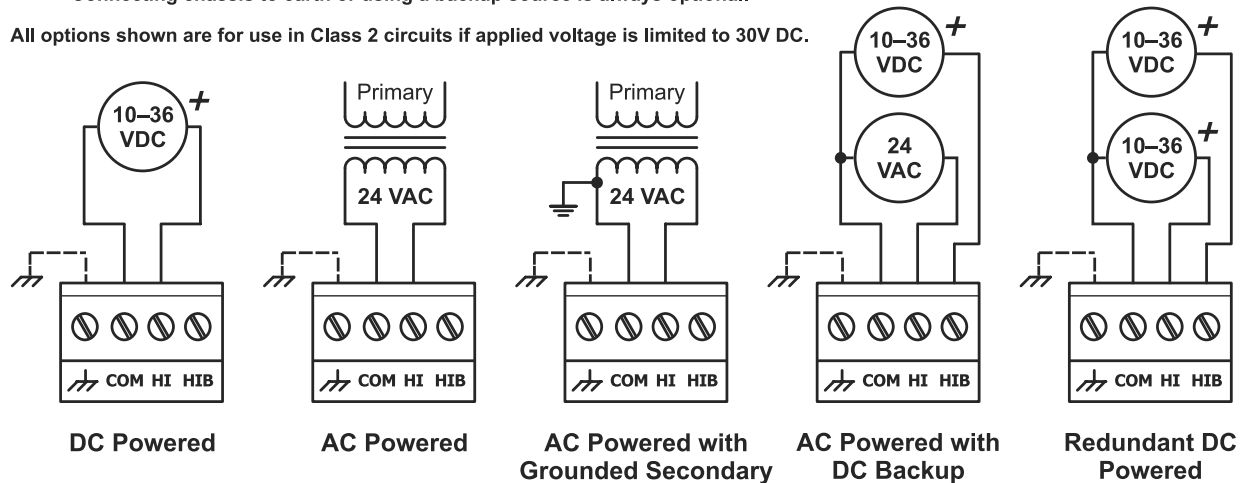 All options shown are for use in Class 2 circuits if applied voltage is limited to 30V DC.
10–36
VDC
+
COM HI HIB
DC Powered
Primary
24 VAC
COM HI HIB
AC Powered
Primary
24 VAC
COM HI HIB
AC Powered with
Grounded Secondary
10–36
VDC
+
24
VAC
COM HI HIB
AC Powered with
DC Backup
10–36
VDC
+
10–36
VDC
+
COM HI HIB
Redundant DC
Powered